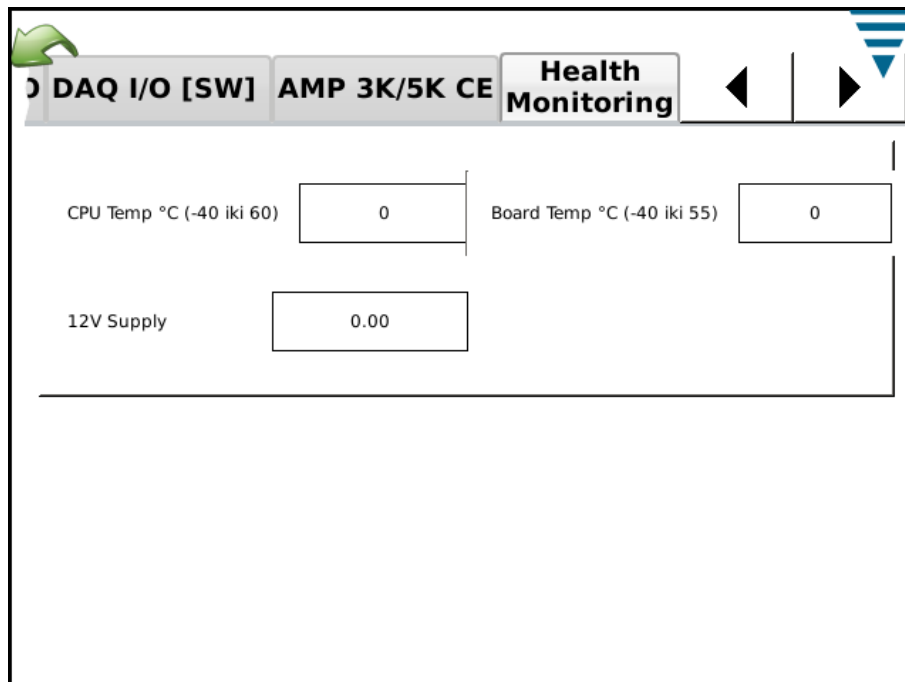 DAQ I/O [SW]
AMP 3K/5K CE
Health
Monitoring
CPU Temp °C (-40 iki 60)
0
Board Temp °C (-40 iki 55)
0
12V Supply
0.00